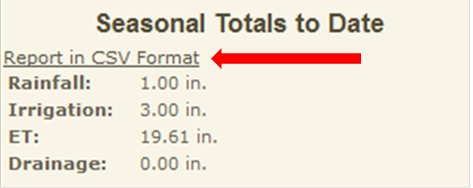 Seasonal Totals to Date
Report in CSV Format
Rainfall: 1.00 in.
Irrigation: 3.00 in.
ET: 19.61 in.
Drainage: 0.00 in.